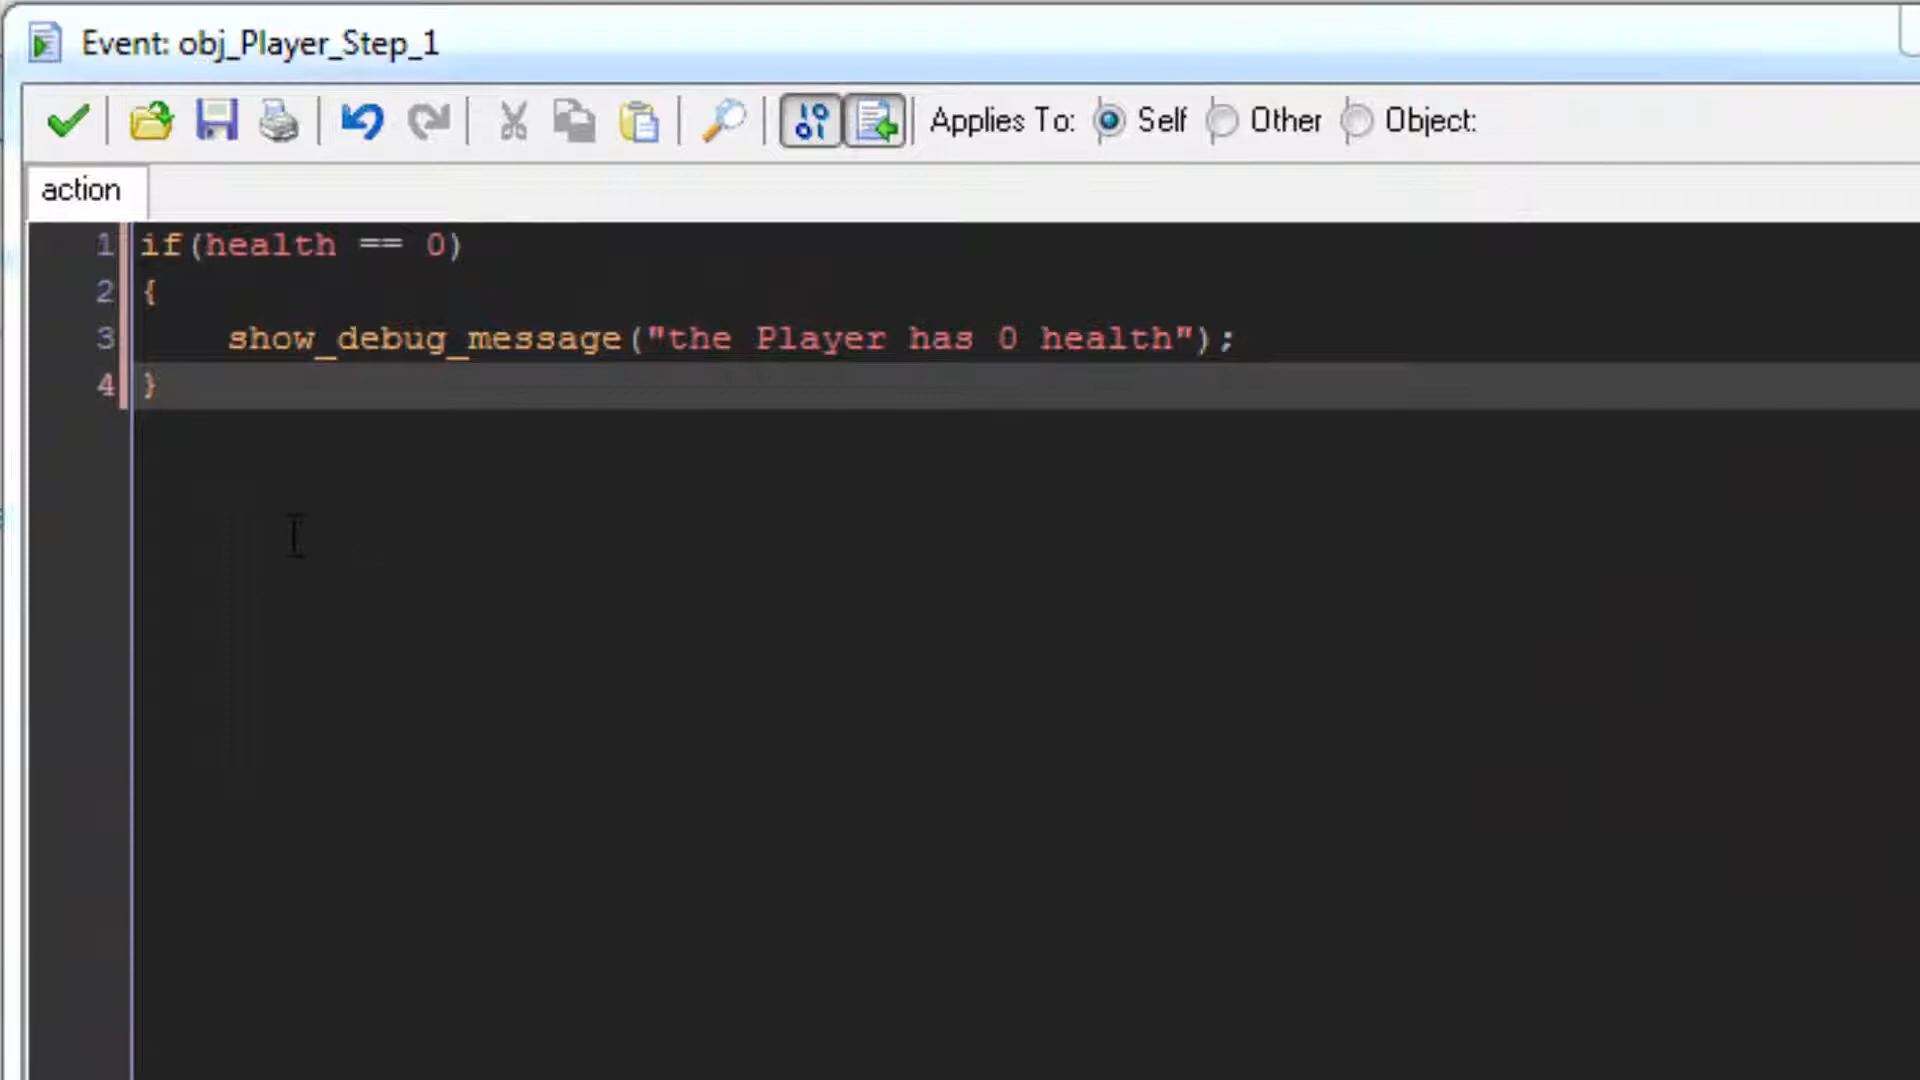 Event: obj_Player_Step_1
Applies To: Self Other Object:
action
1 if(health == 0)
2 {
3     show_debug_message("the Player has 0 health");
4 }